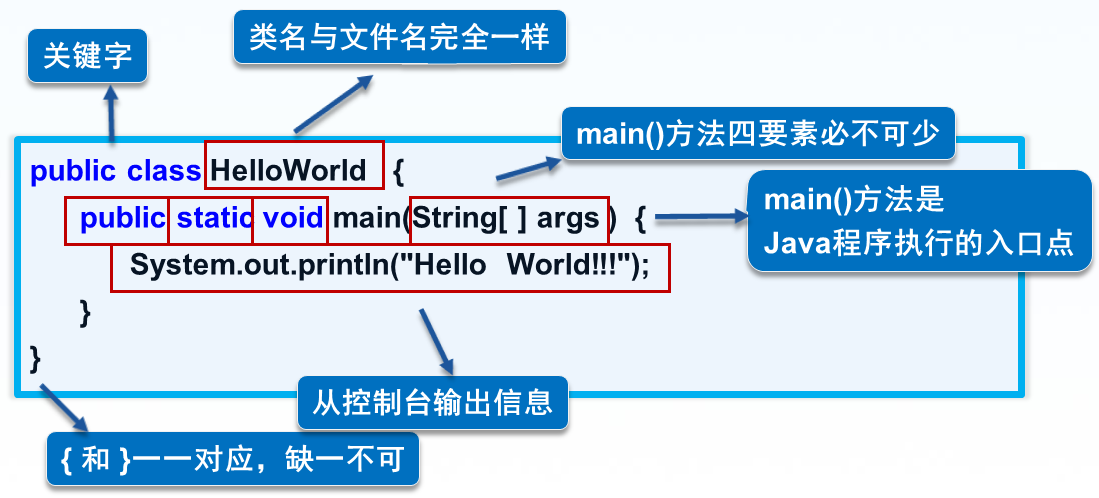 类名与文件名完全一样
关键字
main()方法四要素必不可少
public class HelloWorld {
main()方法是
Java程序执行的入口点
public static void main(String[ ] args ) {
System.out.println("Hello World!!!");
}
}
从控制台输出信息
{ 和 }一一对应，缺一不可